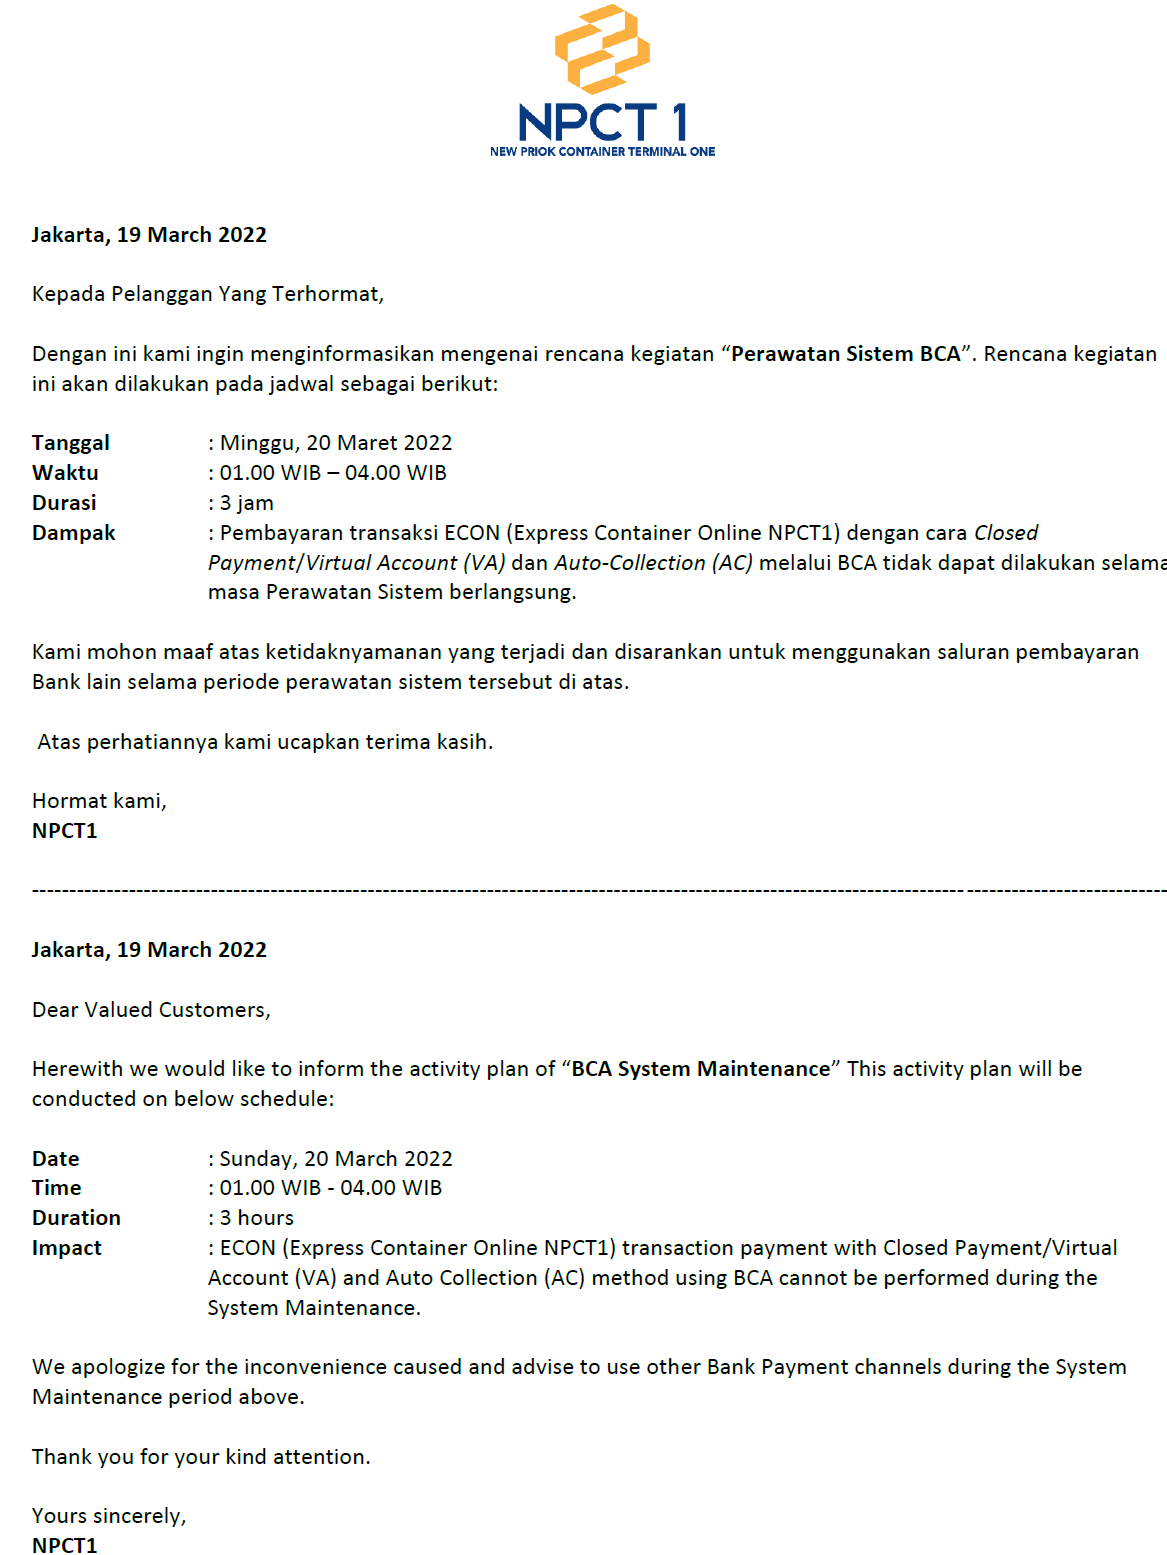 NPCT 1
NEW PRIOK CONTAINER TERMINAL ONE
Jakarta, 19 March 2022
Kepada Pelanggan Yang Terhormat,
Dengan ini kami ingin menginformasikan mengenai rencana kegiatan “Perawatan Sistem BCA”. Rencana kegiatan
ini akan dilakukan pada jadwal sebagai berikut:
Tanggal : Minggu, 20 Maret 2022
Waktu : 01.00 WIB – 04.00 WIB
Durasi : 3 jam
Dampak : Pembayaran transaksi ECON (Express Container Online NPCT1) dengan cara Closed
Payment/Virtual Account (VA) dan Auto-Collection (AC) melalui BCA tidak dapat dilakukan selama
masa Perawatan Sistem berlangsung.
Kami mohon maaf atas ketidaknyamanan yang terjadi dan disarankan untuk menggunakan saluran pembayaran
Bank lain selama periode perawatan sistem tersebut di atas.
Atas perhatiannya kami ucapkan terima kasih.
Hormat kami,
NPCT1
Jakarta, 19 March 2022
Dear Valued Customers,
Herewith we would like to inform the activity plan of “BCA System Maintenance” This activity plan will be
conducted on below schedule:
Date : Sunday, 20 March 2022
Time : 01.00 WIB - 04.00 WIB
Duration : 3 hours
Impact : ECON (Express Container Online NPCT1) transaction payment with Closed Payment/Virtual
Account (VA) and Auto Collection (AC) method using BCA cannot be performed during the
System Maintenance.
We apologize for the inconvenience caused and advise to use other Bank Payment channels during the System
Maintenance period above.
Thank you for your kind attention.
Yours sincerely,
NPCT1